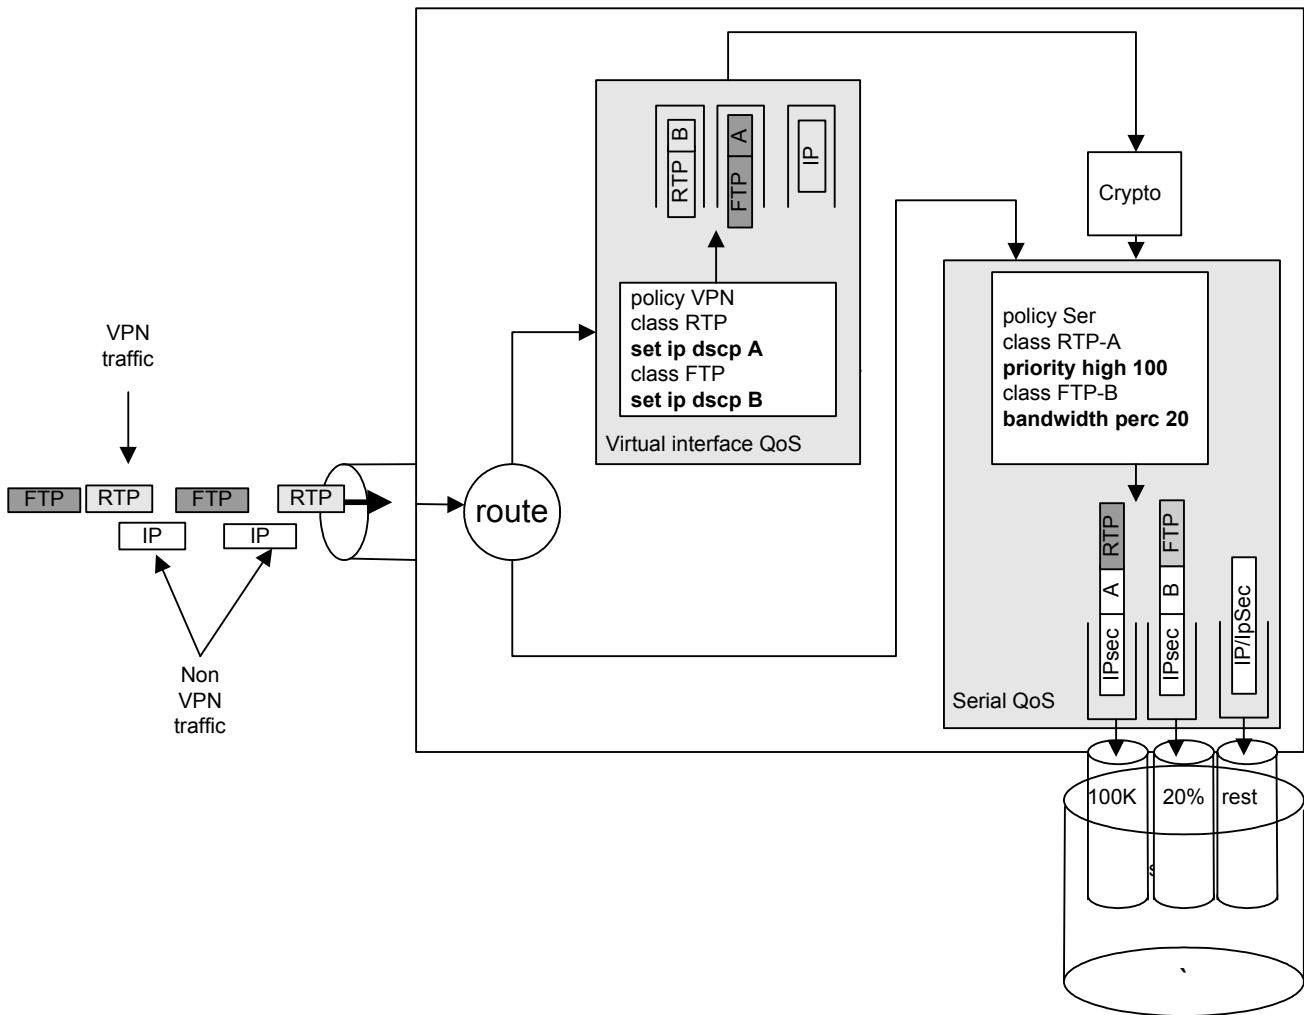 VPN
traffic
FTP
RTP
FTP
RTP
IP
IP
Non
VPN
traffic
route
RTP B
FTP A
IP
policy VPN
class RTP
set ip dscp A
class FTP
set ip dscp B
Virtual interface QoS
Crypto
policy Ser
class RTP-A
priority high 100
class FTP-B
bandwidth perc 20
IPsec A RTP
IPsec B FTP
IP/IpSec
Serial QoS
100K
20%
rest